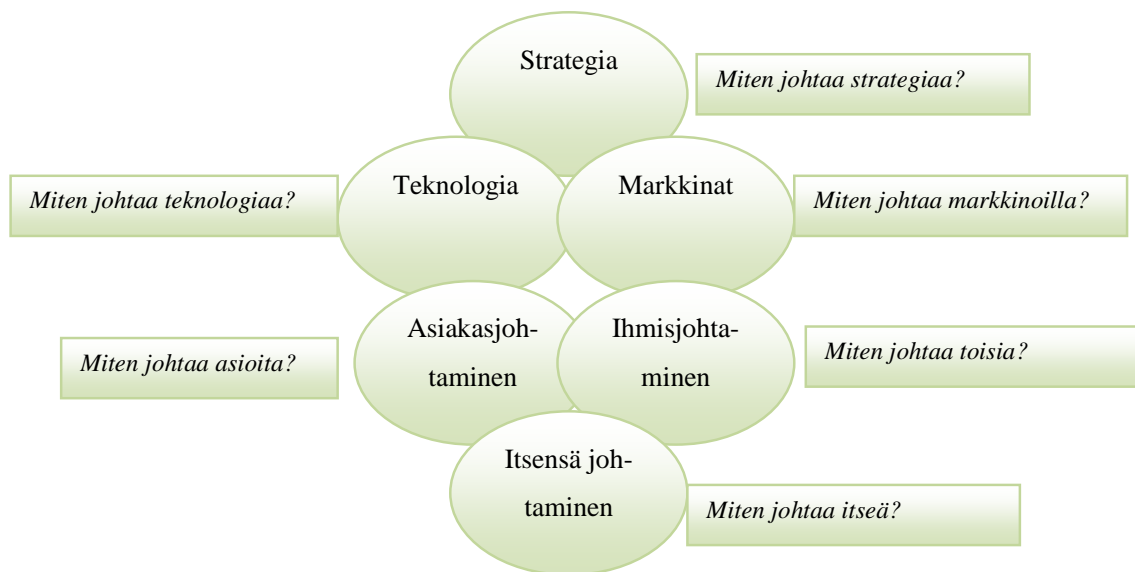 Strategia
Miten johtaa strategiaa?
Teknologia
Markkinat
Miten johtaa teknologiaa?
Miten johtaa markkinoilla?
Asiakasjoh-
taminen
Ihmisjohta-
minen
Miten johtaa asioita?
Miten johtaa toisia?
Itsensä joh-
taminen
Miten johtaa itseä?